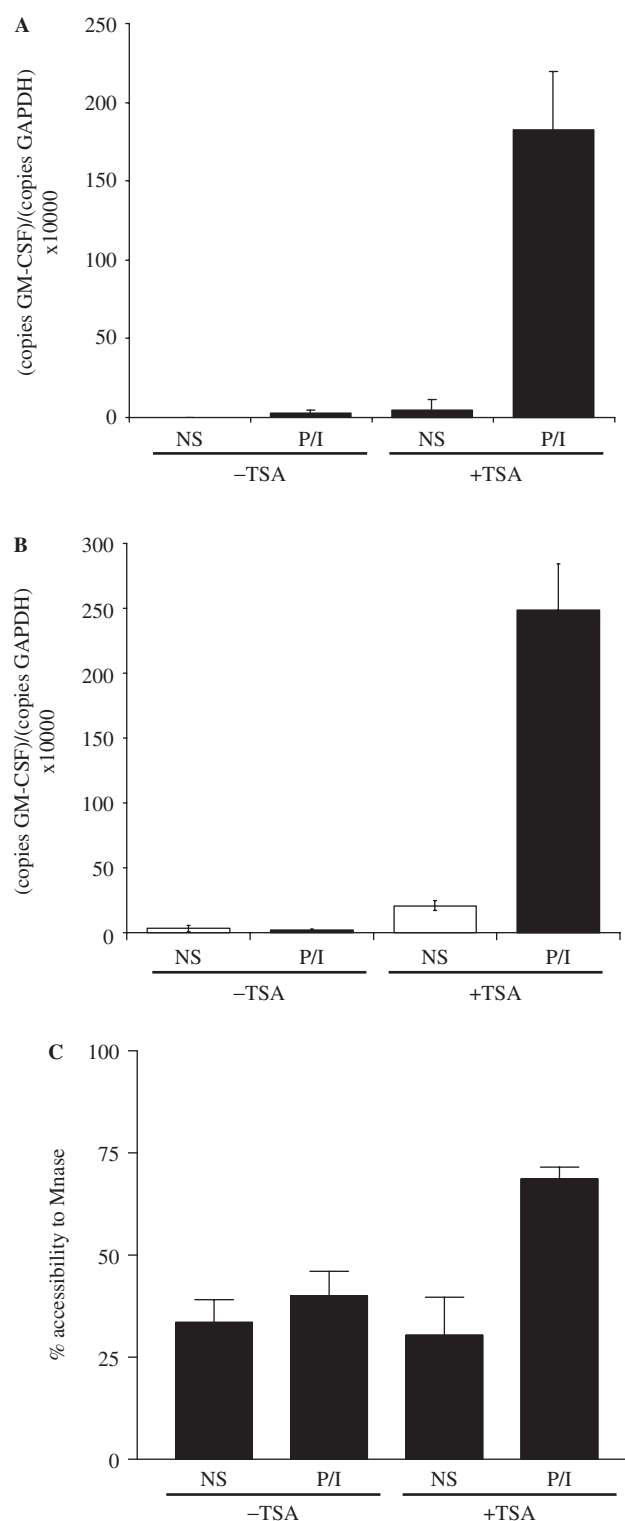 A
(copies GM-CSF)/(copies GAPDH)
x10000
250
200
150
100
50
0
NS P/I NS P/I
–TSA +TSA
B
(copies GM-CSF)/(copies GAPDH)
x10000
300
250
200
150
100
50
0
NS P/I NS P/I
–TSA +TSA
C
% accessibility to Mnase
100
75
50
25
0
NS P/I NS P/I
–TSA +TSA